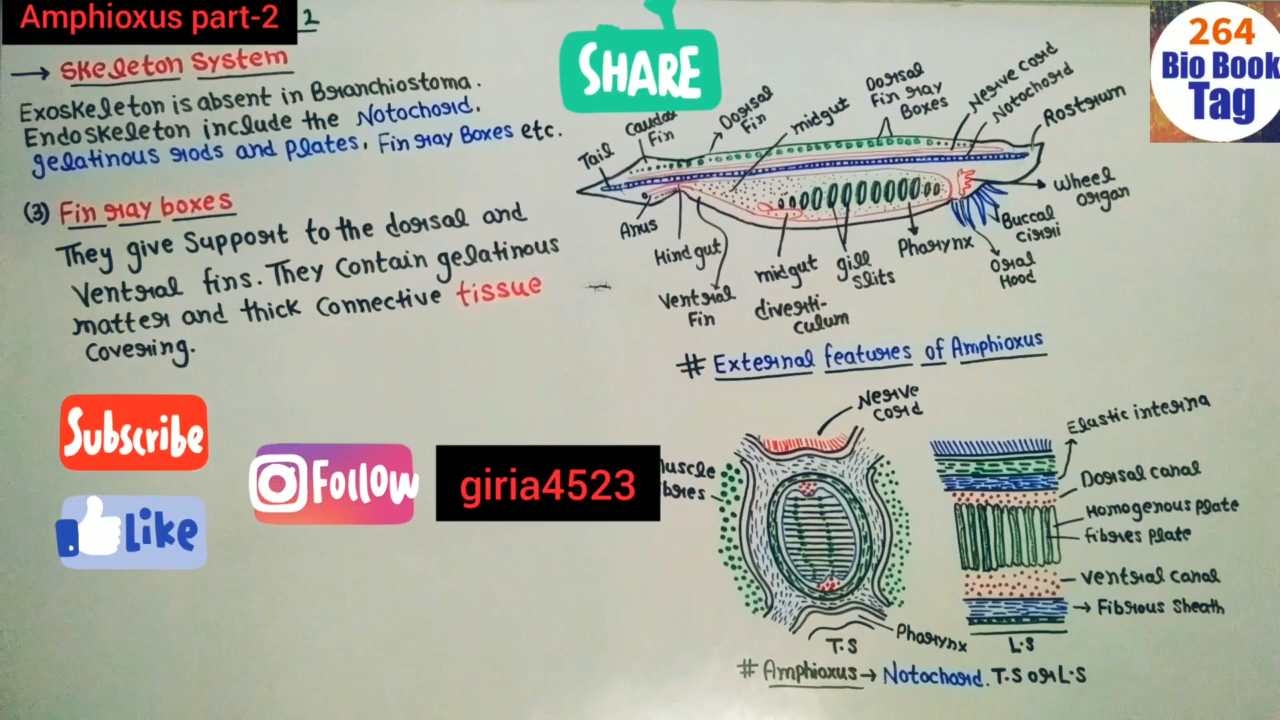 Amphioxus part-2
2
→ Skeleton System
Exoskeleton is absent in Branchiostoma.
Endoskeleton include the Notochord,
gelatinous rods and plates, Fin ray Boxes etc.
(3) Fin ray boxes
They give Support to the dorsal and
Ventral fins. They Contain gelatinous
matter and thick Connective tissue
Covering.
Subscribe
Like
Follow
giria4523
SHARE
264
Bio Book
Tag
Tail
Caudal
Fin
Dorsal
Fin
midgut
Dorsal
Fin ray
Boxes
Nerve cord
Notochord
Rostrum
Wheel
organ
Buccal
cirri
Oral
Hood
Pharynx
gill
slits
midgut
diverti-
culum
Ventral
Fin
Hind gut
Anus
# External features of Amphioxus
Nerve
cord
muscle
fibres
Pharynx
T.S
Elastic interna
Dorsal canal
Homogenous plate
fibres plate
ventral canal
→ Fibrous Sheath
L.S
# Amphioxus → Notochord. T.S or L.S